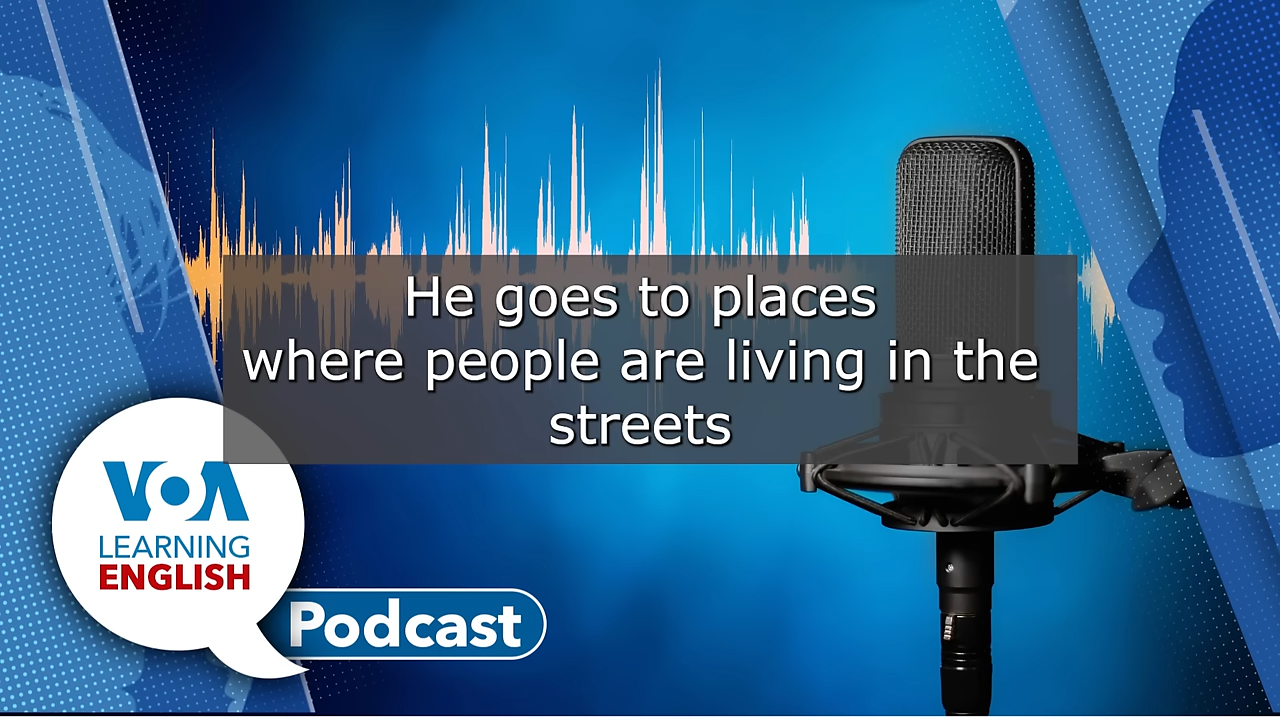 He goes to places
where people are living in the
streets
VOA
LEARNING
ENGLISH
Podcast